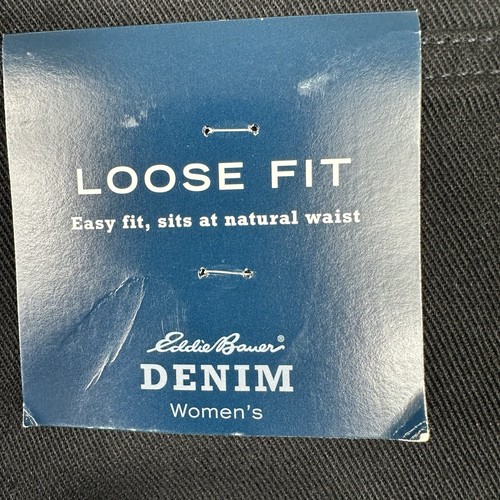 LOOSE FIT
Easy fit, sits at natural waist
Eddie Bauer®
DENIM
Women's